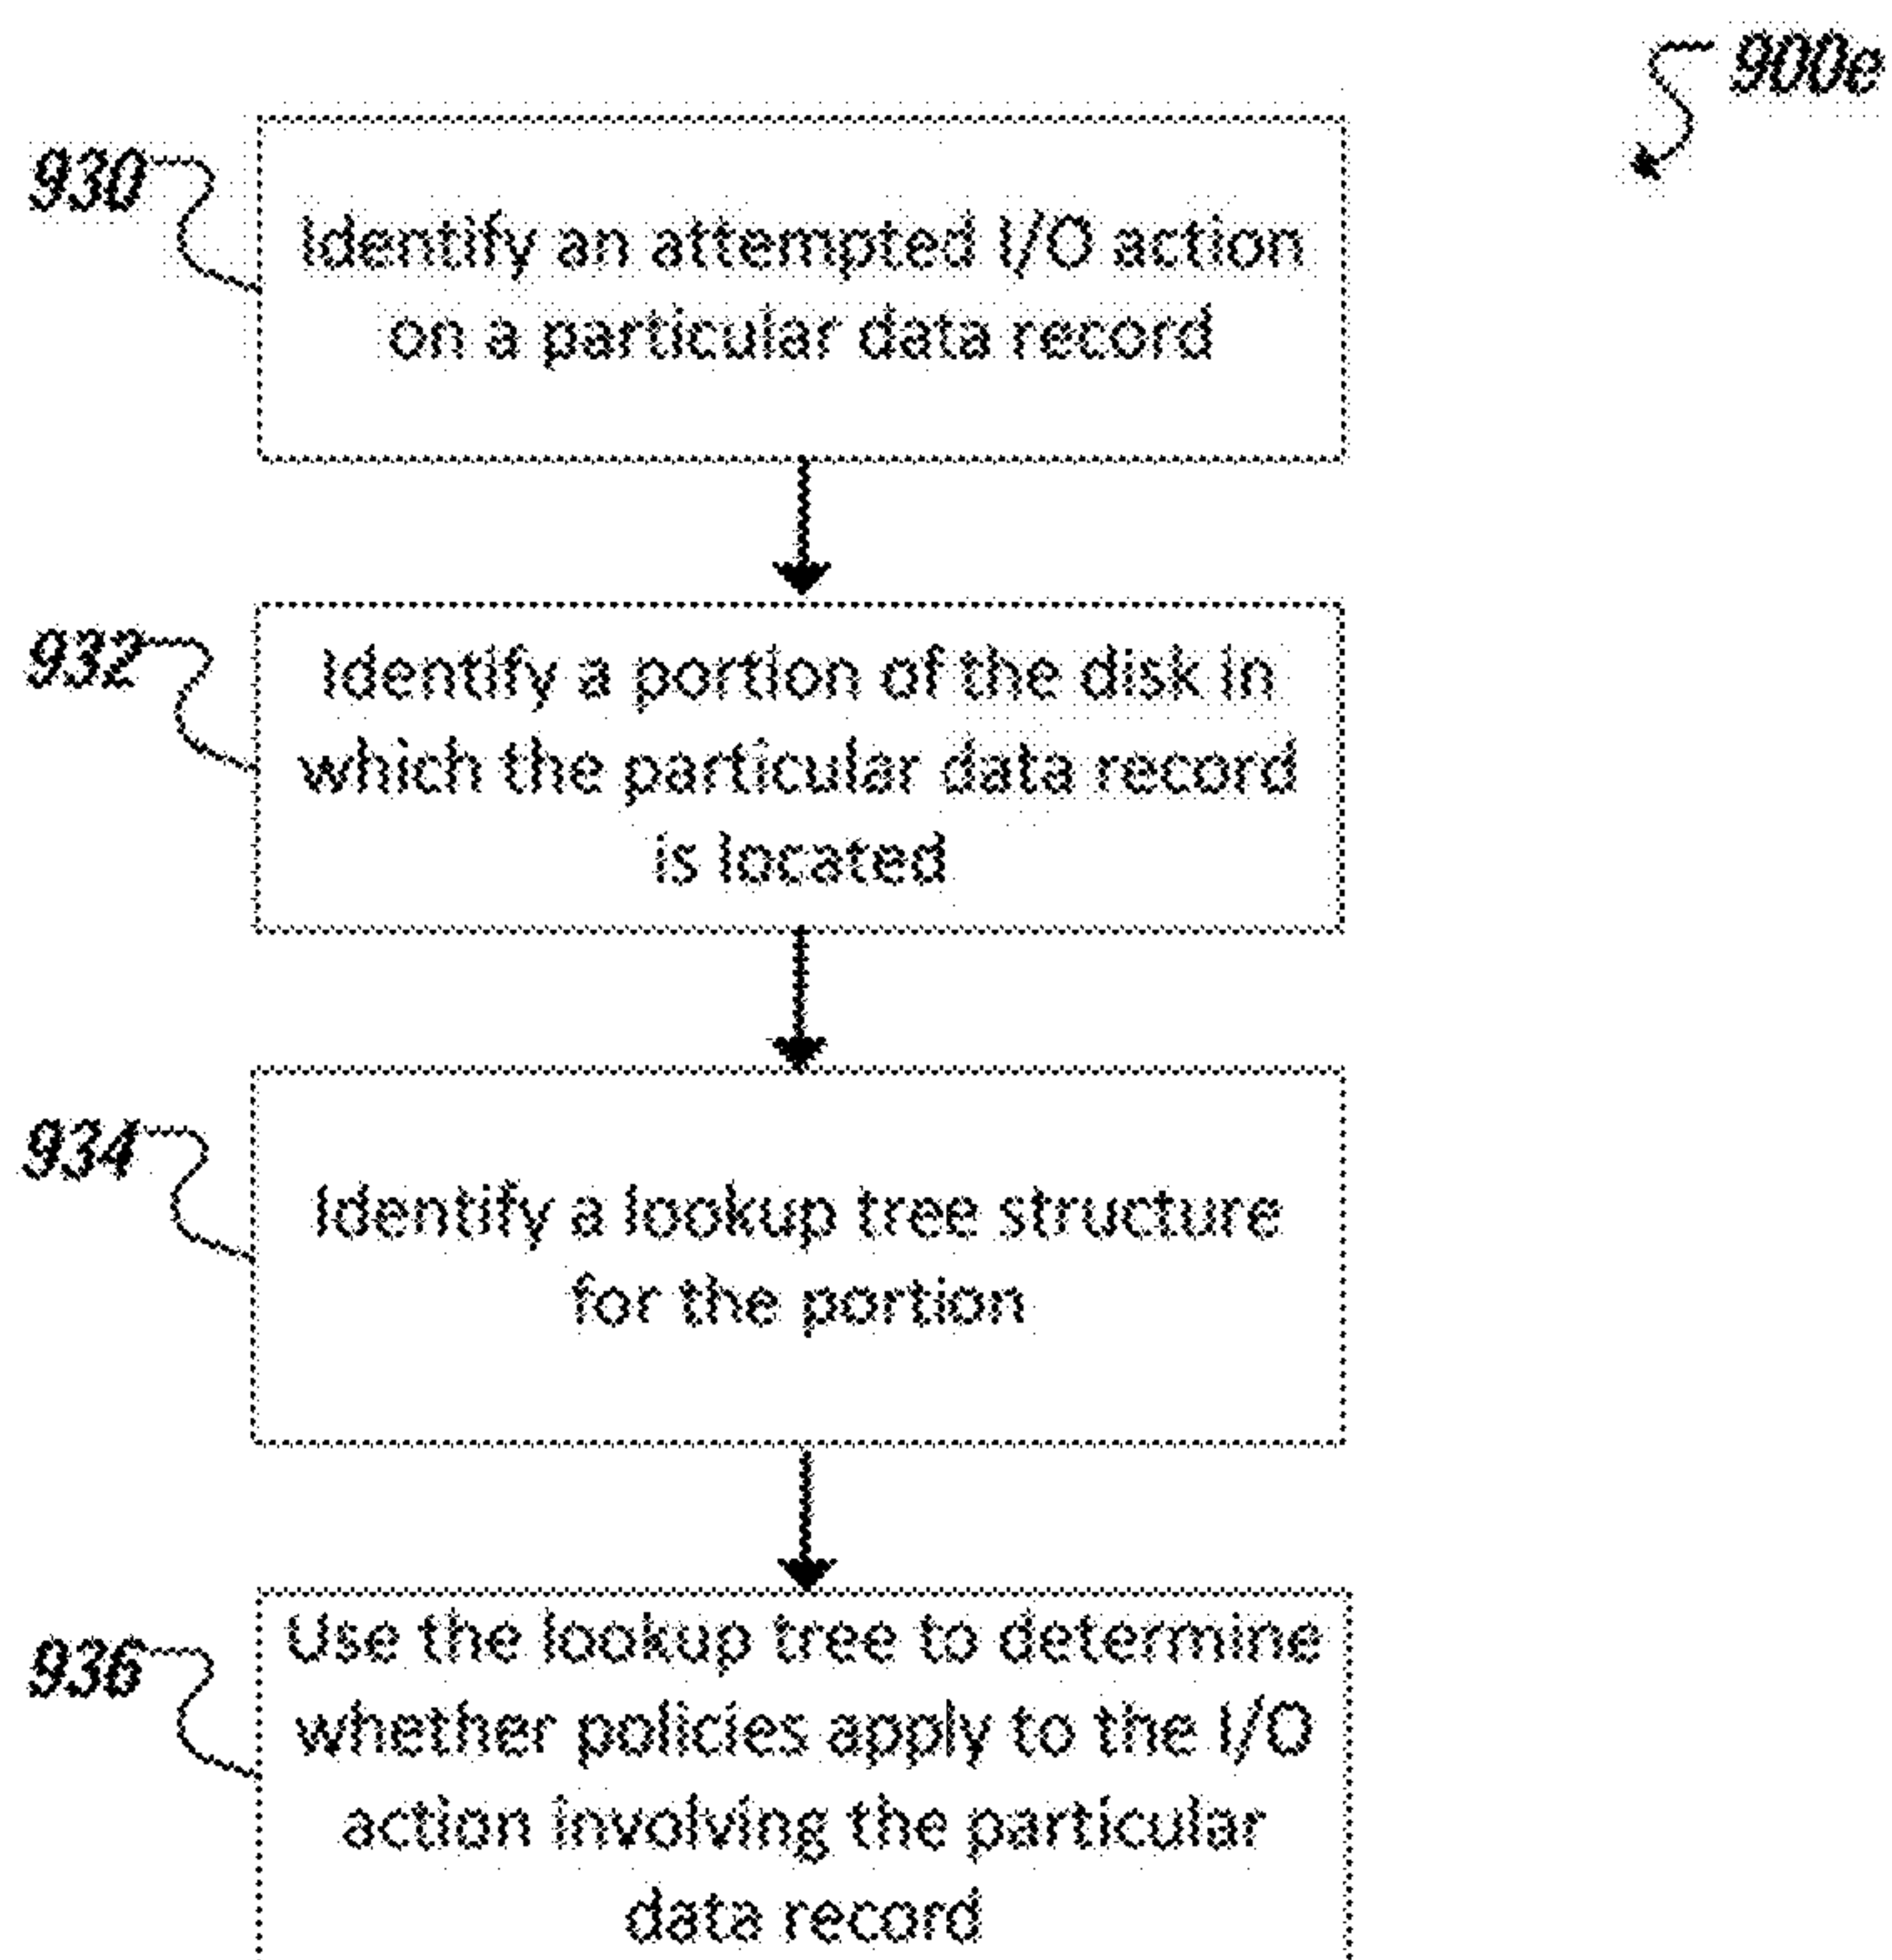 900e
930
Identify an attempted I/O action
on a particular data record
932
Identify a portion of the disk in
which the particular data record
is located
934
Identify a lookup tree structure
for the portion
936
Use the lookup tree to determine
whether policies apply to the I/O
action involving the particular
data record